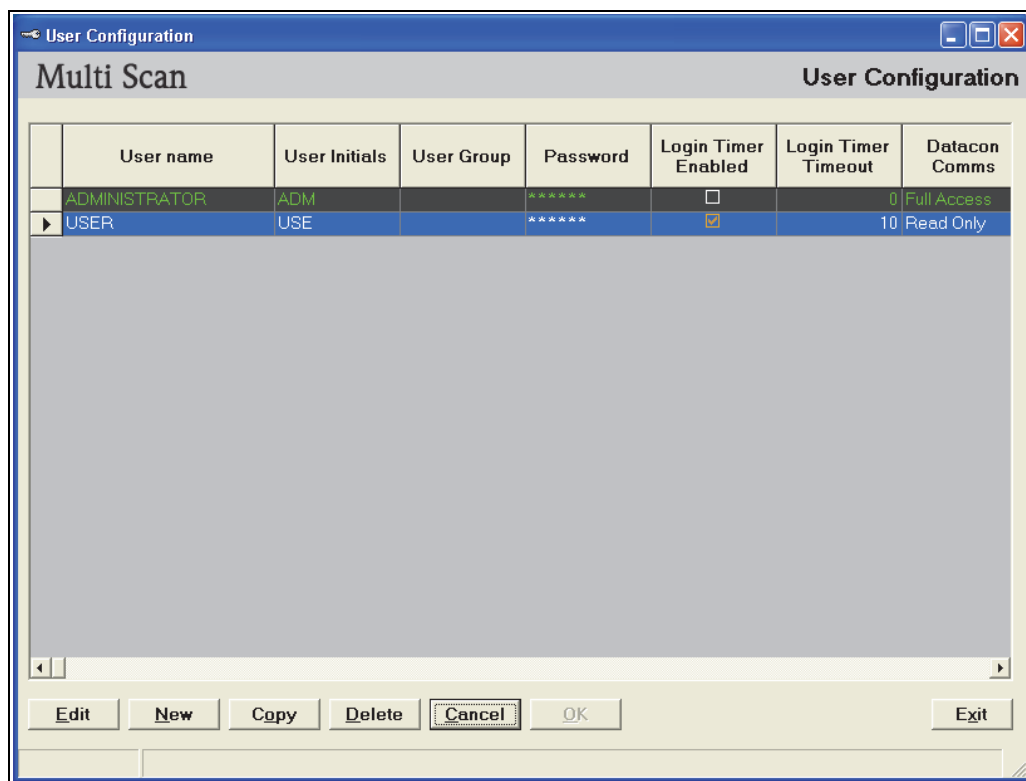 User Configuration
Multi Scan
User Configuration
User name
User Initials
User Group
Password
Login Timer Enabled
Login Timer Timeout
Datacon Comms
ADMINISTRATOR ADM ****** 0 Full Access
USER USE ****** 10 Read Only
Edit New Copy Delete Cancel OK Exit